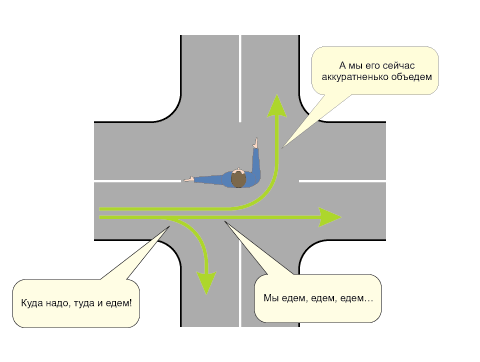 А мы его сейчас
аккуратненько объедем
Куда надо, туда и едем!
Мы едем, едем, едем...